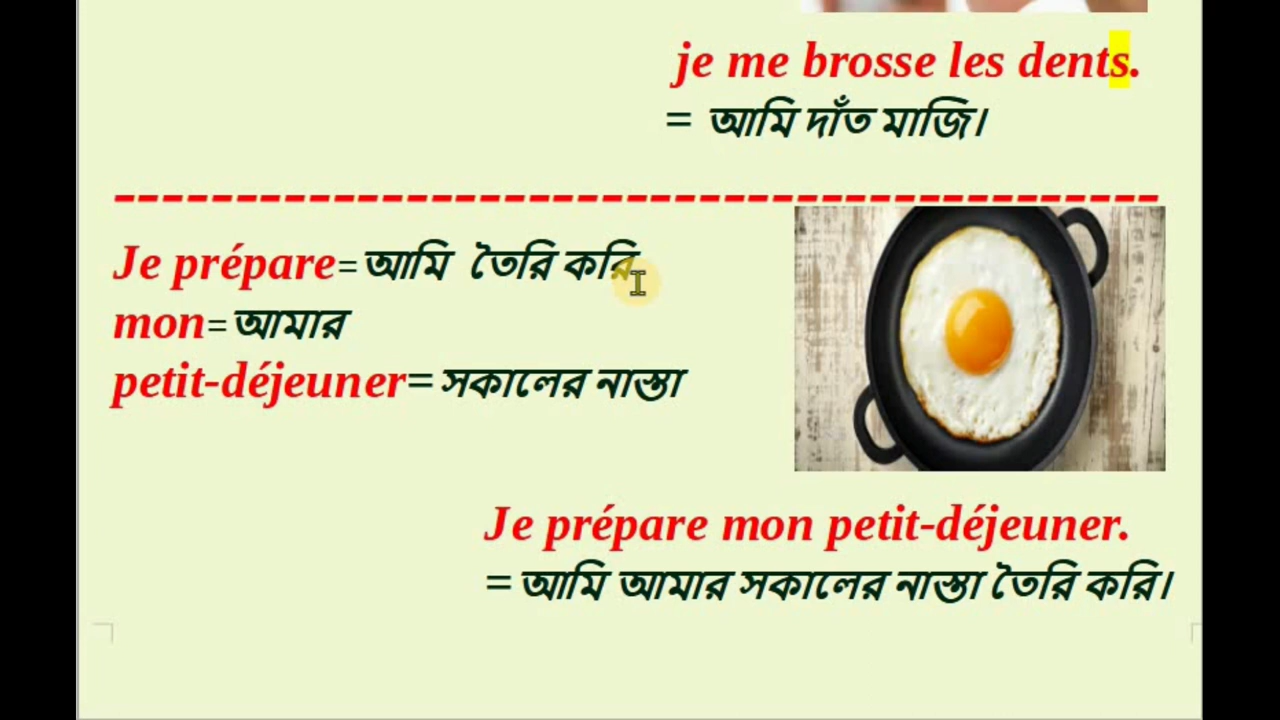 je me brosse les dents.
= আমি দাঁত মাজি।
Je prépare=আমি তৈরি করি
mon=আমার
petit-déjeuner=সকালের নাস্তা
Je prépare mon petit-déjeuner.
=আমি আমার সকালের নাস্তা তৈরি করি।